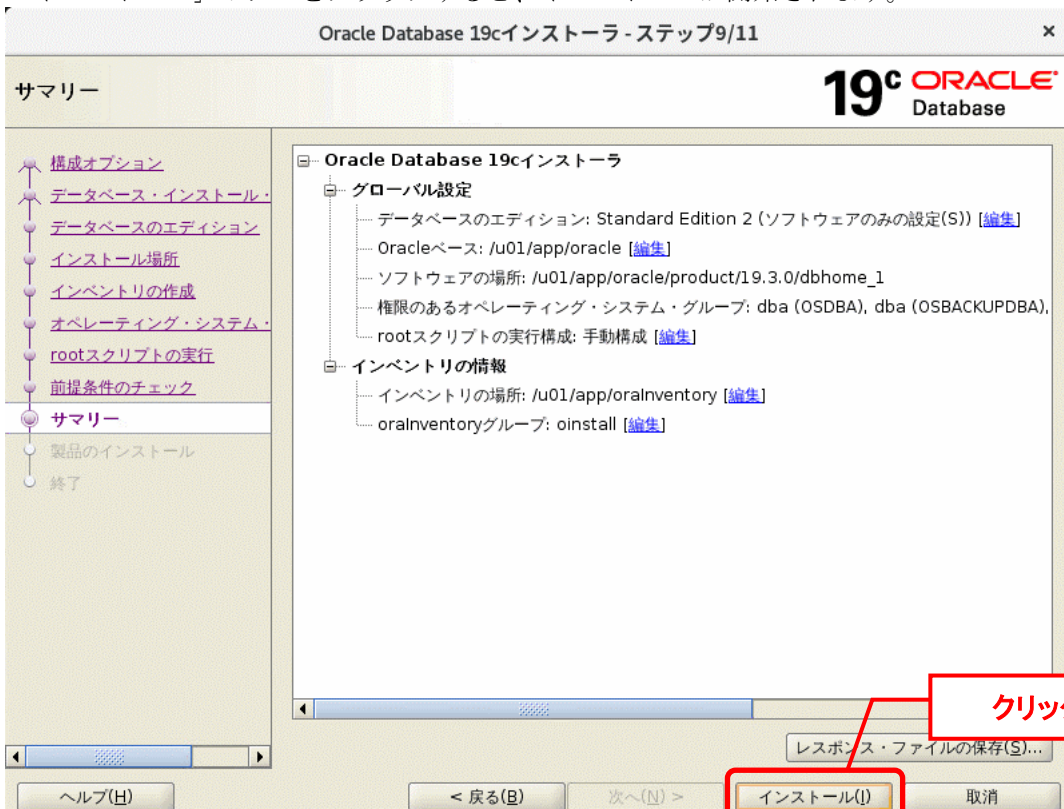 Oracle Database 19cインストーラ - ステップ9/11
×
サマリー
19c ORACLE
Database
構成オプション
データベース・インストール・
データベースのエディション
インストール場所
インベントリの作成
オペレーティング・システム・
rootスクリプトの実行
前提条件のチェック
サマリー
製品のインストール
終了
Oracle Database 19cインストーラ
グローバル設定
データベースのエディション: Standard Edition 2 (ソフトウェアのみの設定(S)) [編集]
Oracleベース: /u01/app/oracle [編集]
ソフトウェアの場所: /u01/app/oracle/product/19.3.0/dbhome_1
権限のあるオペレーティング・システム・グループ: dba (OSDBA), dba (OSBACKUPDBA),
rootスクリプトの実行構成: 手動構成 [編集]
インベントリの情報
インベントリの場所: /u01/app/oraInventory [編集]
oraInventoryグループ: oinstall [編集]
クリック
レスポンス・ファイルの保存(S)...
ヘルプ(H)
< 戻る(B)
次へ(N) >
インストール(I)
取消